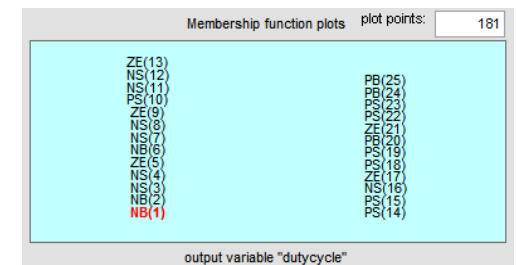 Membership function plots plot points: 181
ZE(13)
NS(12)
NS(11)
PS(10)
ZE(9)
NS(8)
NS(7)
NB(6)
ZE(5)
NS(4)
NS(3)
NB(2)
NB(1)
PB(25)
PB(24)
PS(23)
PS(22)
ZE(21)
PB(20)
PS(19)
PS(18)
ZE(17)
NS(16)
PS(15)
PS(14)
output variable "dutycycle"